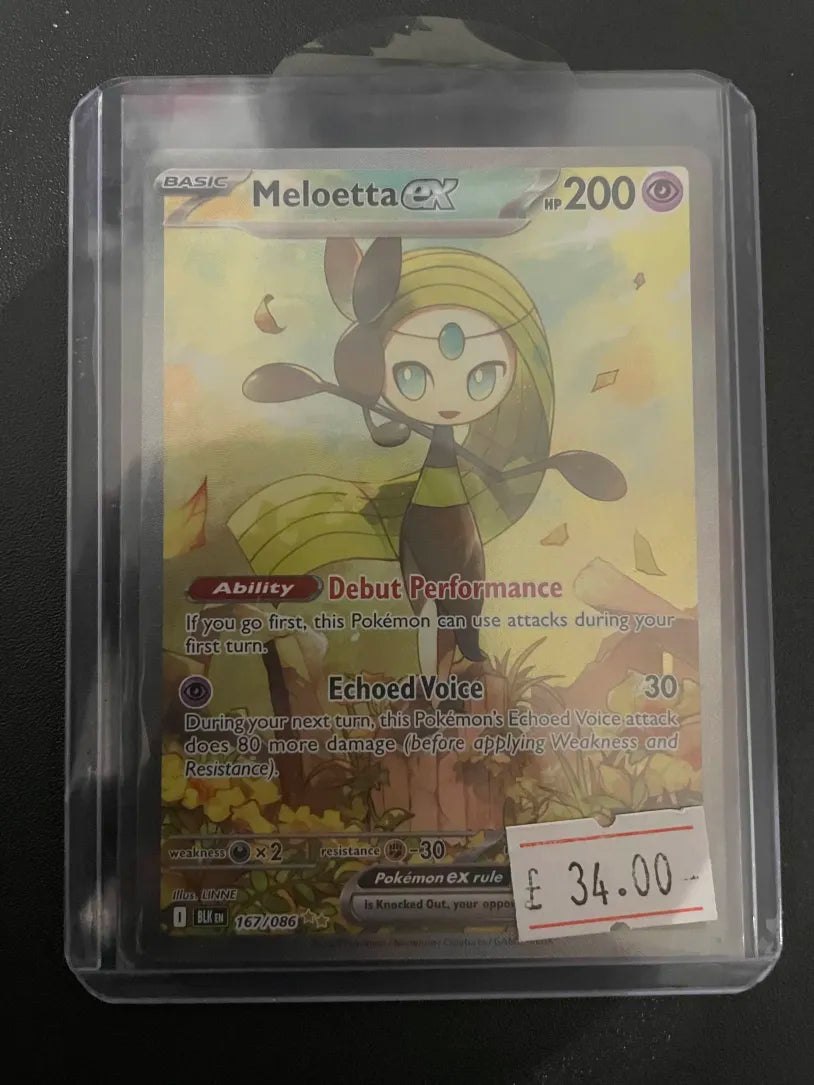 BASIC Meloetta ex HP 200
Ability Debut Performance
If you go first, this Pokémon can use attacks during your
first turn.
Echoed Voice 30
During your next turn, this Pokémon's Echoed Voice attack
does 80 more damage (before applying Weakness and
Resistance).
weakness ×2 resistance -30
Pokémon ex rule
is Knocked Out, your
Illus. LINNE
I BLK EN 167/086
£ 34.00